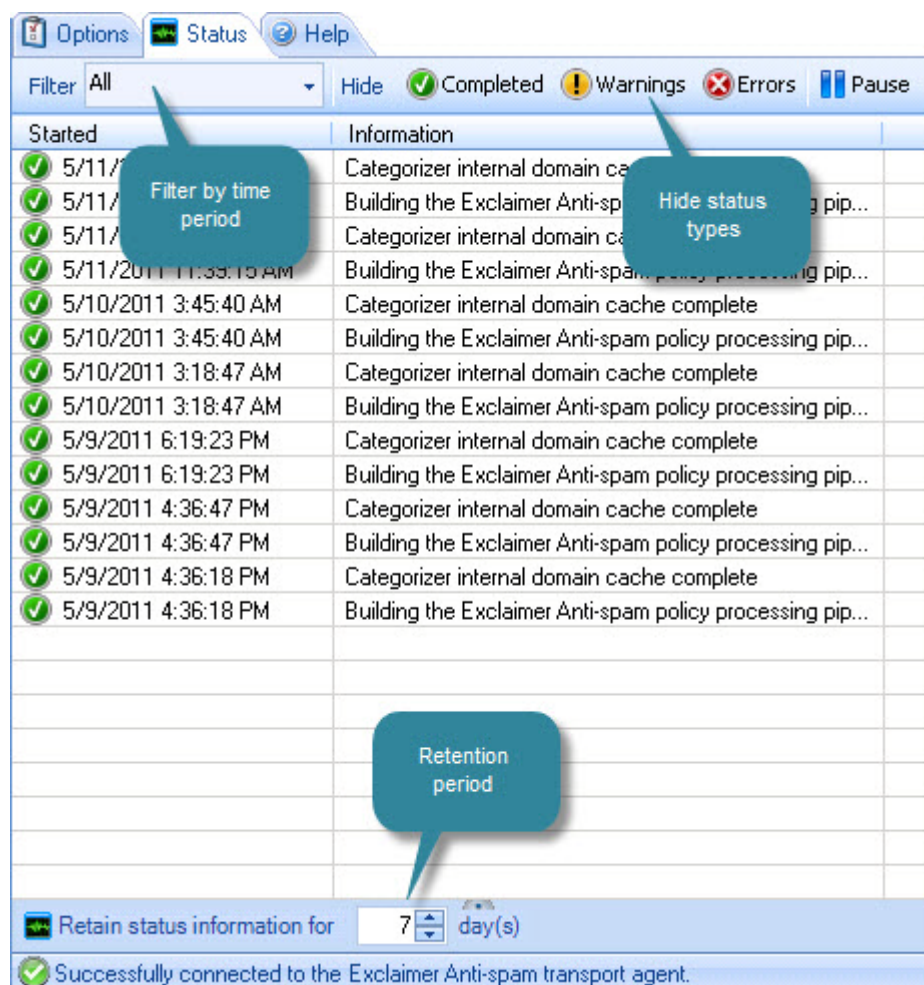 Options Status Help
Filter All Hide Completed Warnings Errors Pause
Started Information
5/11/ Categorizer internal domain
5/11/ Building the Exclaimer pip...
5/11/ Categorizer internal domain
5/11/2011 11:39:15 AM Building the Exclaimer Anti-spam policy processing pip...
5/10/2011 3:45:40 AM Categorizer internal domain cache complete
5/10/2011 3:45:40 AM Building the Exclaimer Anti-spam policy processing pip...
5/10/2011 3:18:47 AM Categorizer internal domain cache complete
5/10/2011 3:18:47 AM Building the Exclaimer Anti-spam policy processing pip...
5/9/2011 6:19:23 PM Categorizer internal domain cache complete
5/9/2011 6:19:23 PM Building the Exclaimer Anti-spam policy processing pip...
5/9/2011 4:36:47 PM Categorizer internal domain cache complete
5/9/2011 4:36:47 PM Building the Exclaimer Anti-spam policy processing pip...
5/9/2011 4:36:18 PM Categorizer internal domain cache complete
5/9/2011 4:36:18 PM Building the Exclaimer Anti-spam policy processing pip...
Filter by time
period
Hide status
types
Retention
period
Retain status information for 7 day(s)
Successfully connected to the Exclaimer Anti-spam transport agent.